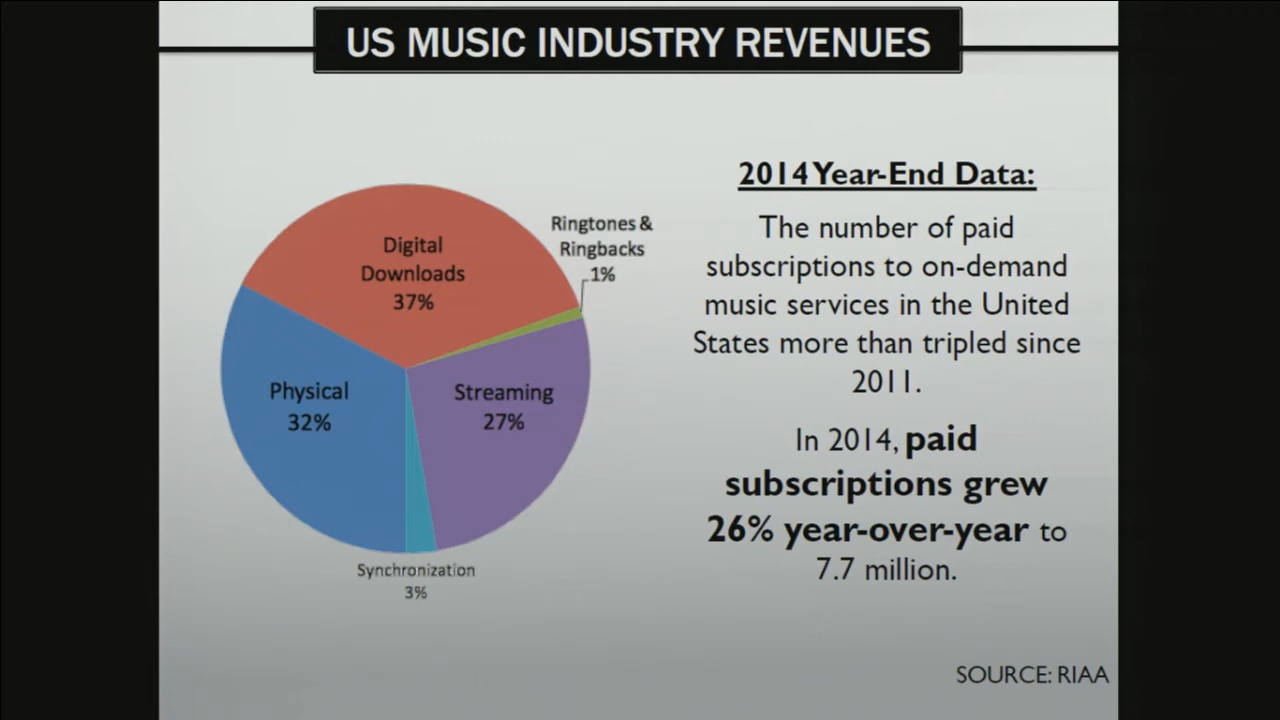 US MUSIC INDUSTRY REVENUES
Digital
Downloads
37%
Ringtones &
Ringbacks
1%
Physical
32%
Streaming
27%
Synchronization
3%
2014 Year-End Data:
The number of paid
subscriptions to on-demand
music services in the United
States more than tripled since
2011.
In 2014, paid
subscriptions grew
26% year-over-year to
7.7 million.
SOURCE: RIAA